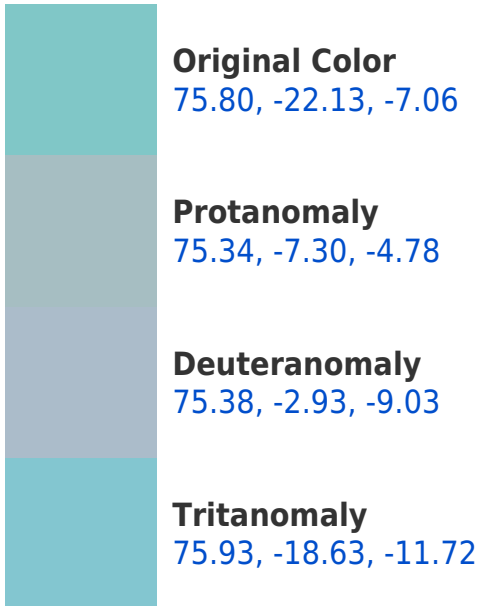 Original Color
75.80, -22.13, -7.06
Protanomaly
75.34, -7.30, -4.78
Deuteranomaly
75.38, -2.93, -9.03
Tritanomaly
75.93, -18.63, -11.72